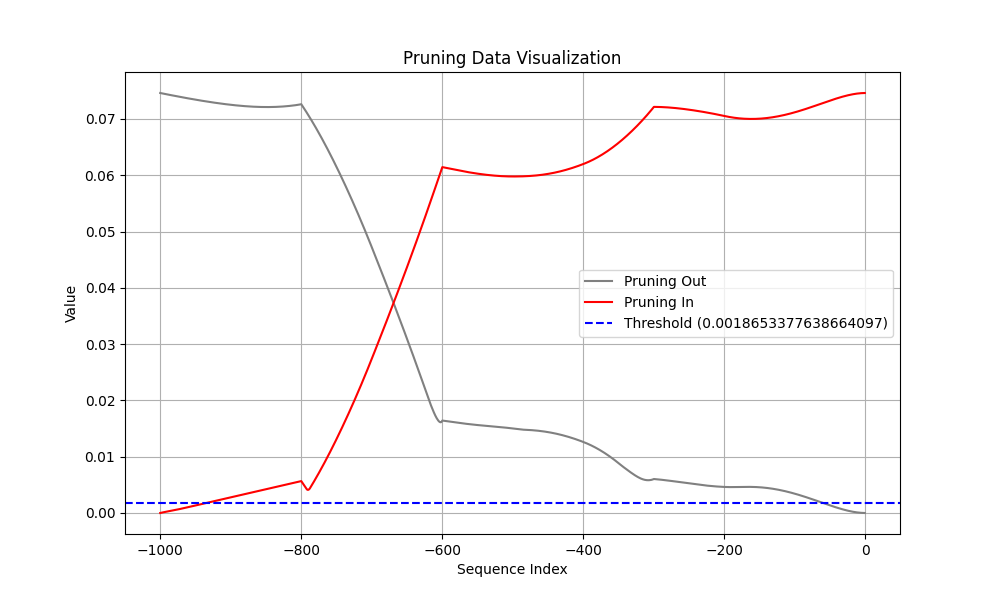 Pruning Data Visualization
0.07
0.06
0.05
0.04
0.03
0.02
0.01
0.00
Value
Pruning Out
Pruning In
Threshold (0.0018653377638664097)
−1000 −800 −600 −400 −200 0
Sequence Index